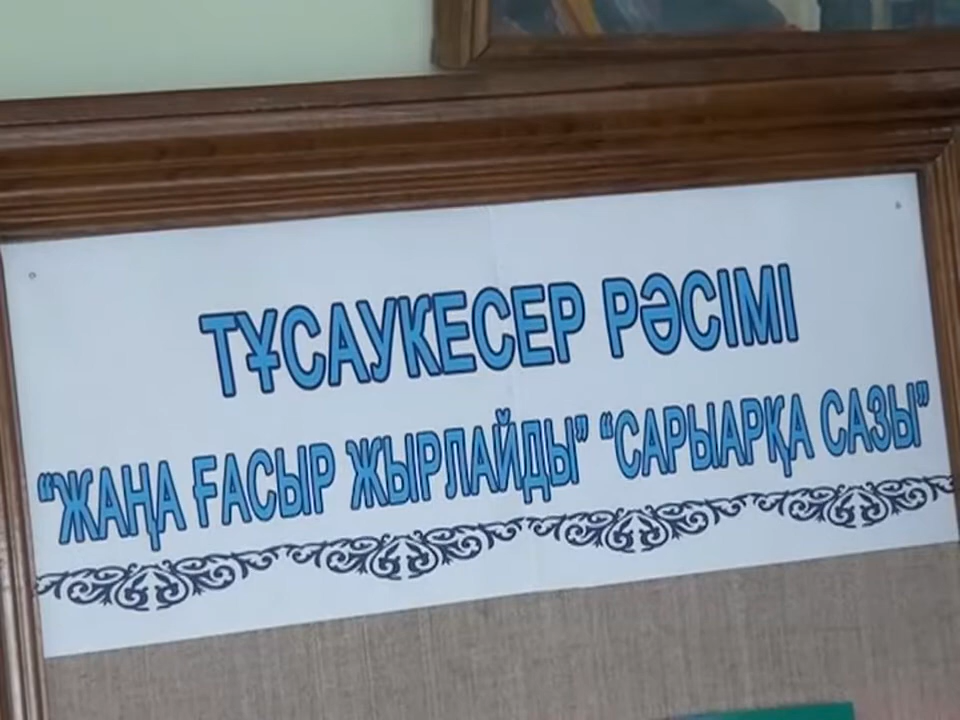 ТҰСАУКЕСЕР РӘСІМІ
“ЖАҢА ҒАСЫР ЖЫРЛАЙДЫ” “САРЫАРҚА САЗЫ”